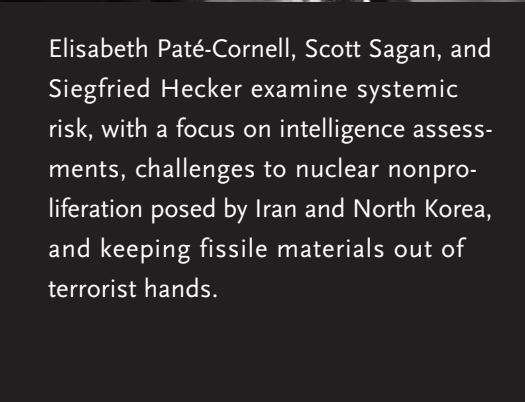 Elisabeth Paté-Cornell, Scott Sagan, and
Siegfried Hecker examine systemic
risk, with a focus on intelligence assess-
ments, challenges to nuclear nonpro-
liferation posed by Iran and North Korea,
and keeping fissile materials out of
terrorist hands.